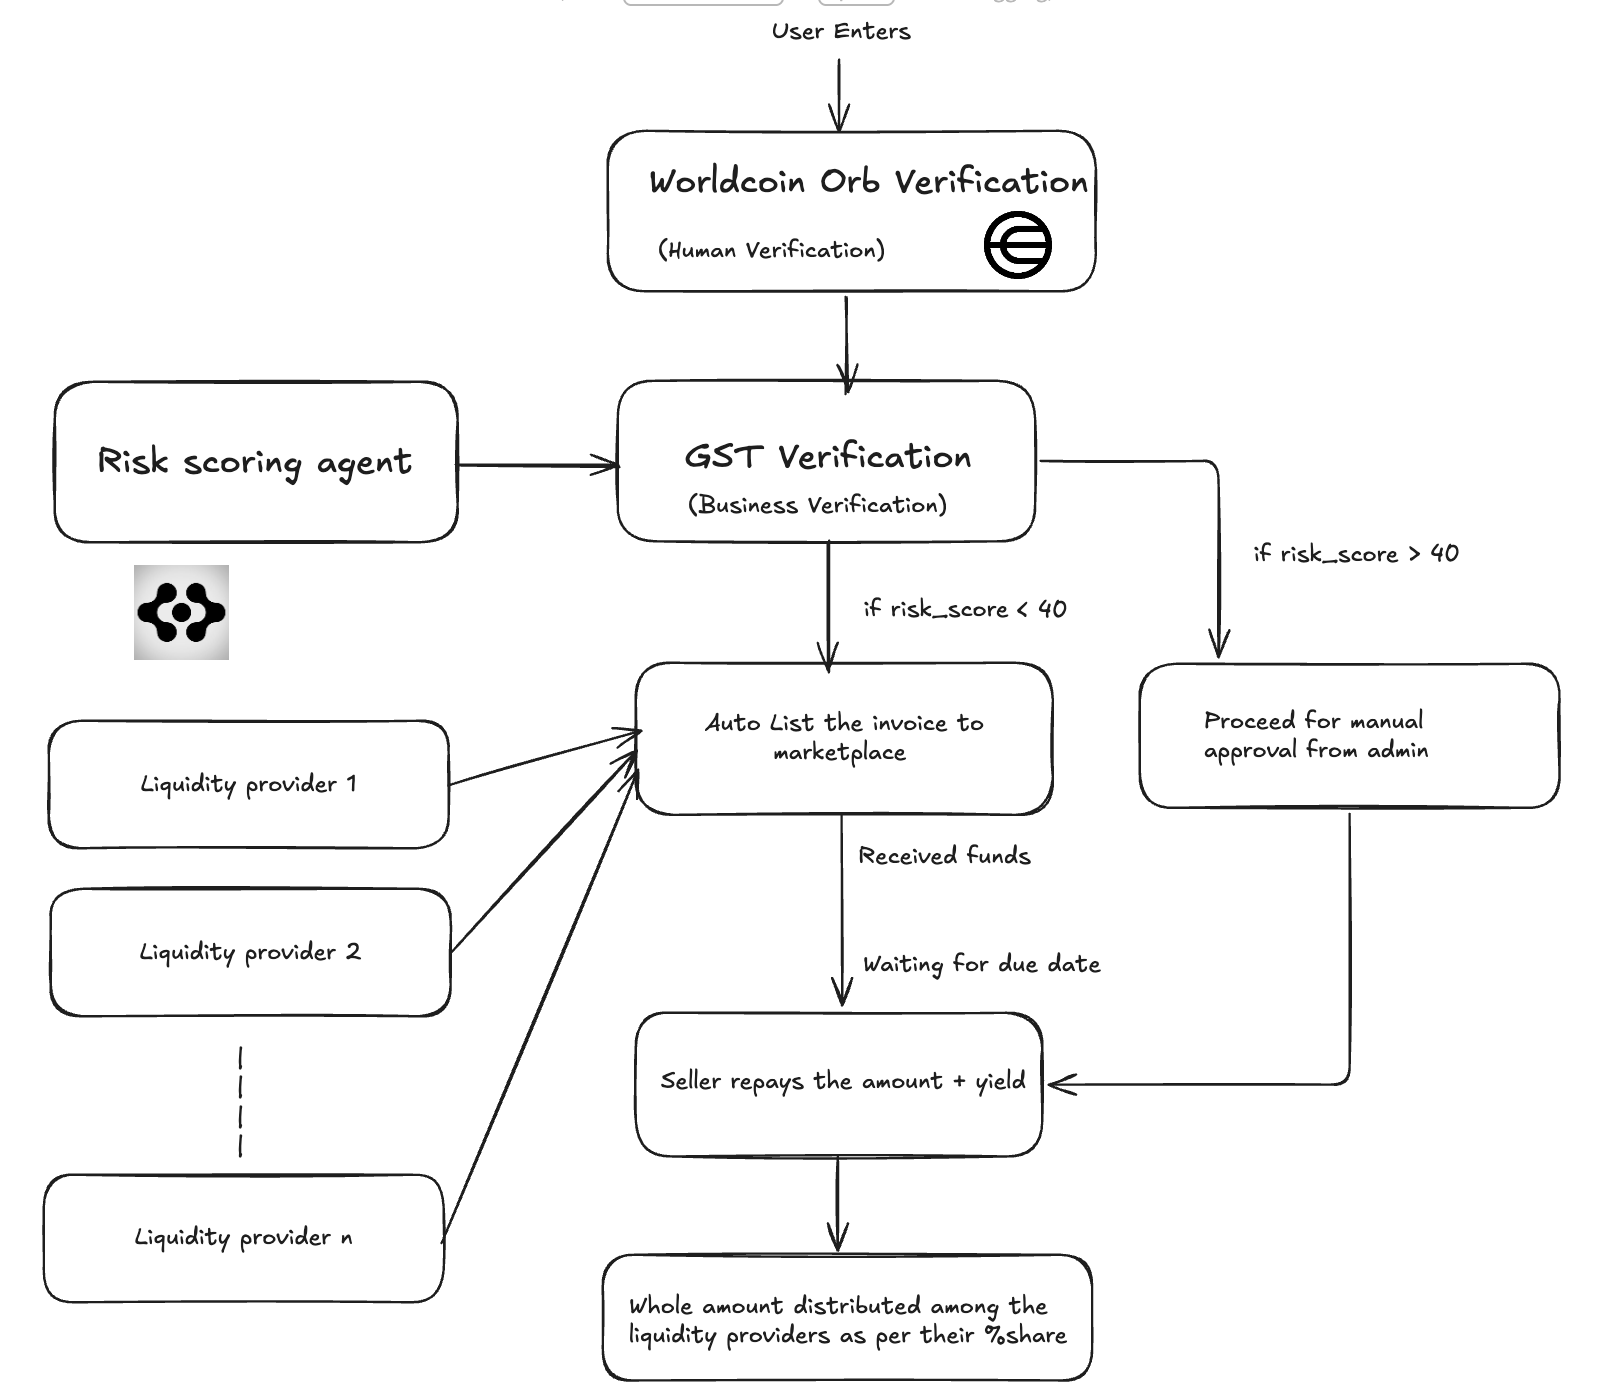 User Enters
Worldcoin Orb Verification
(Human Verification)
Risk scoring agent
GST Verification
(Business Verification)
if risk_score > 40
if risk_score < 40
Auto List the invoice to
marketplace
Proceed for manual
approval from admin
Liquidity provider 1
Received funds
Liquidity provider 2
Waiting for due date
Seller repays the amount + yield
Liquidity provider n
Whole amount distributed among the
liquidity providers as per their %share